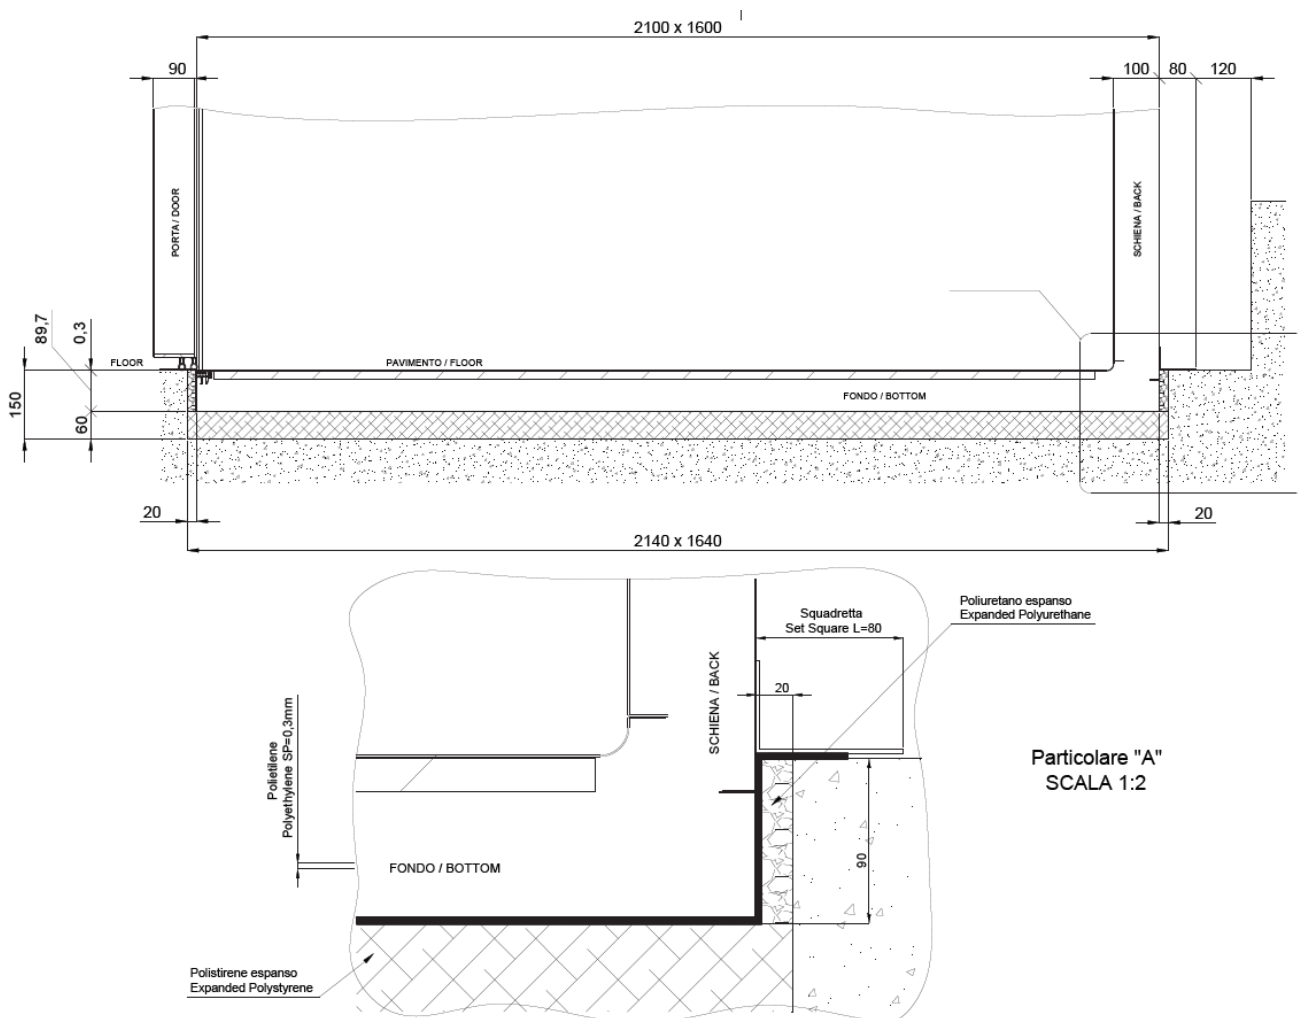 2100 x 1600
90
100
80
120
PORTA / DOOR
SCHIENA / BACK
89,7
0,3
FLOOR
PAVIMENTO / FLOOR
FONDO / BOTTOM
150
60
20
20
2140 x 1640
Squadretta
Set Square L=80
Poliuretano espanso
Expanded Polyurethane
SCHIENA / BACK
20
Polietilene
Polyethylene SP=0,3mm
Particolare "A"
SCALA 1:2
FONDO / BOTTOM
90
Polistirene espanso
Expanded Polystyrene